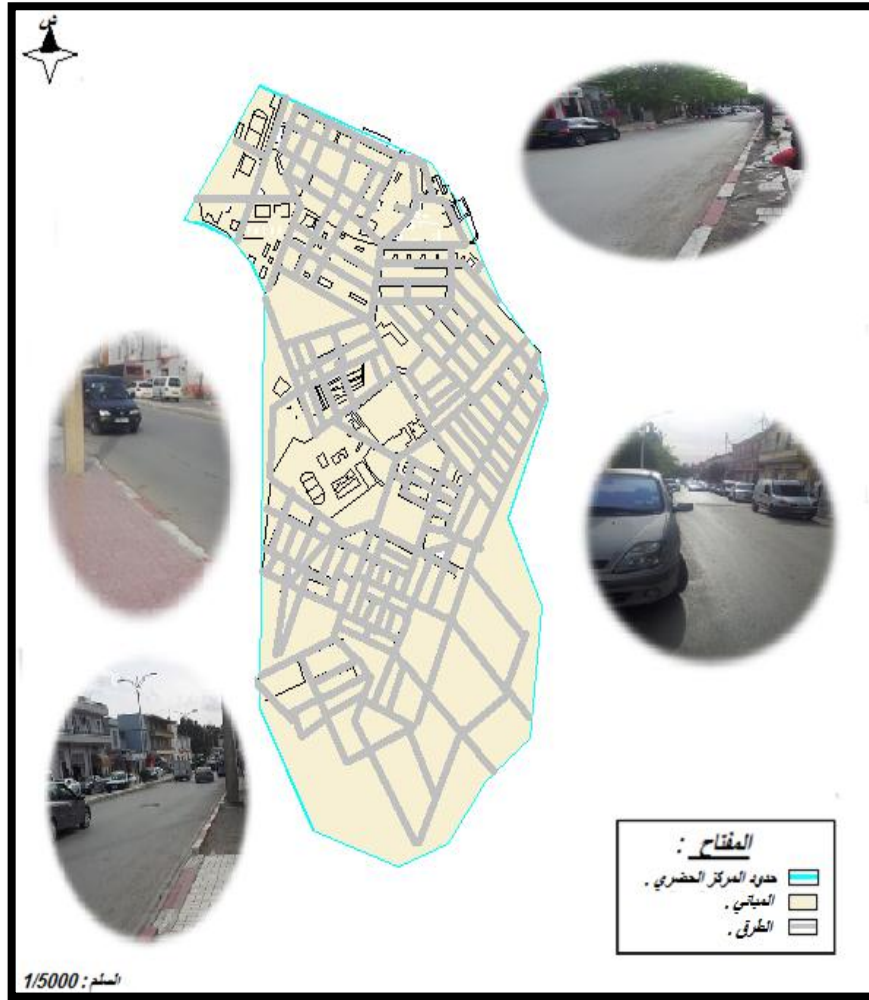 ش
المفتاح :
حدود المركز الحضري .
المباني .
الطرق .
السلم : 1/5000